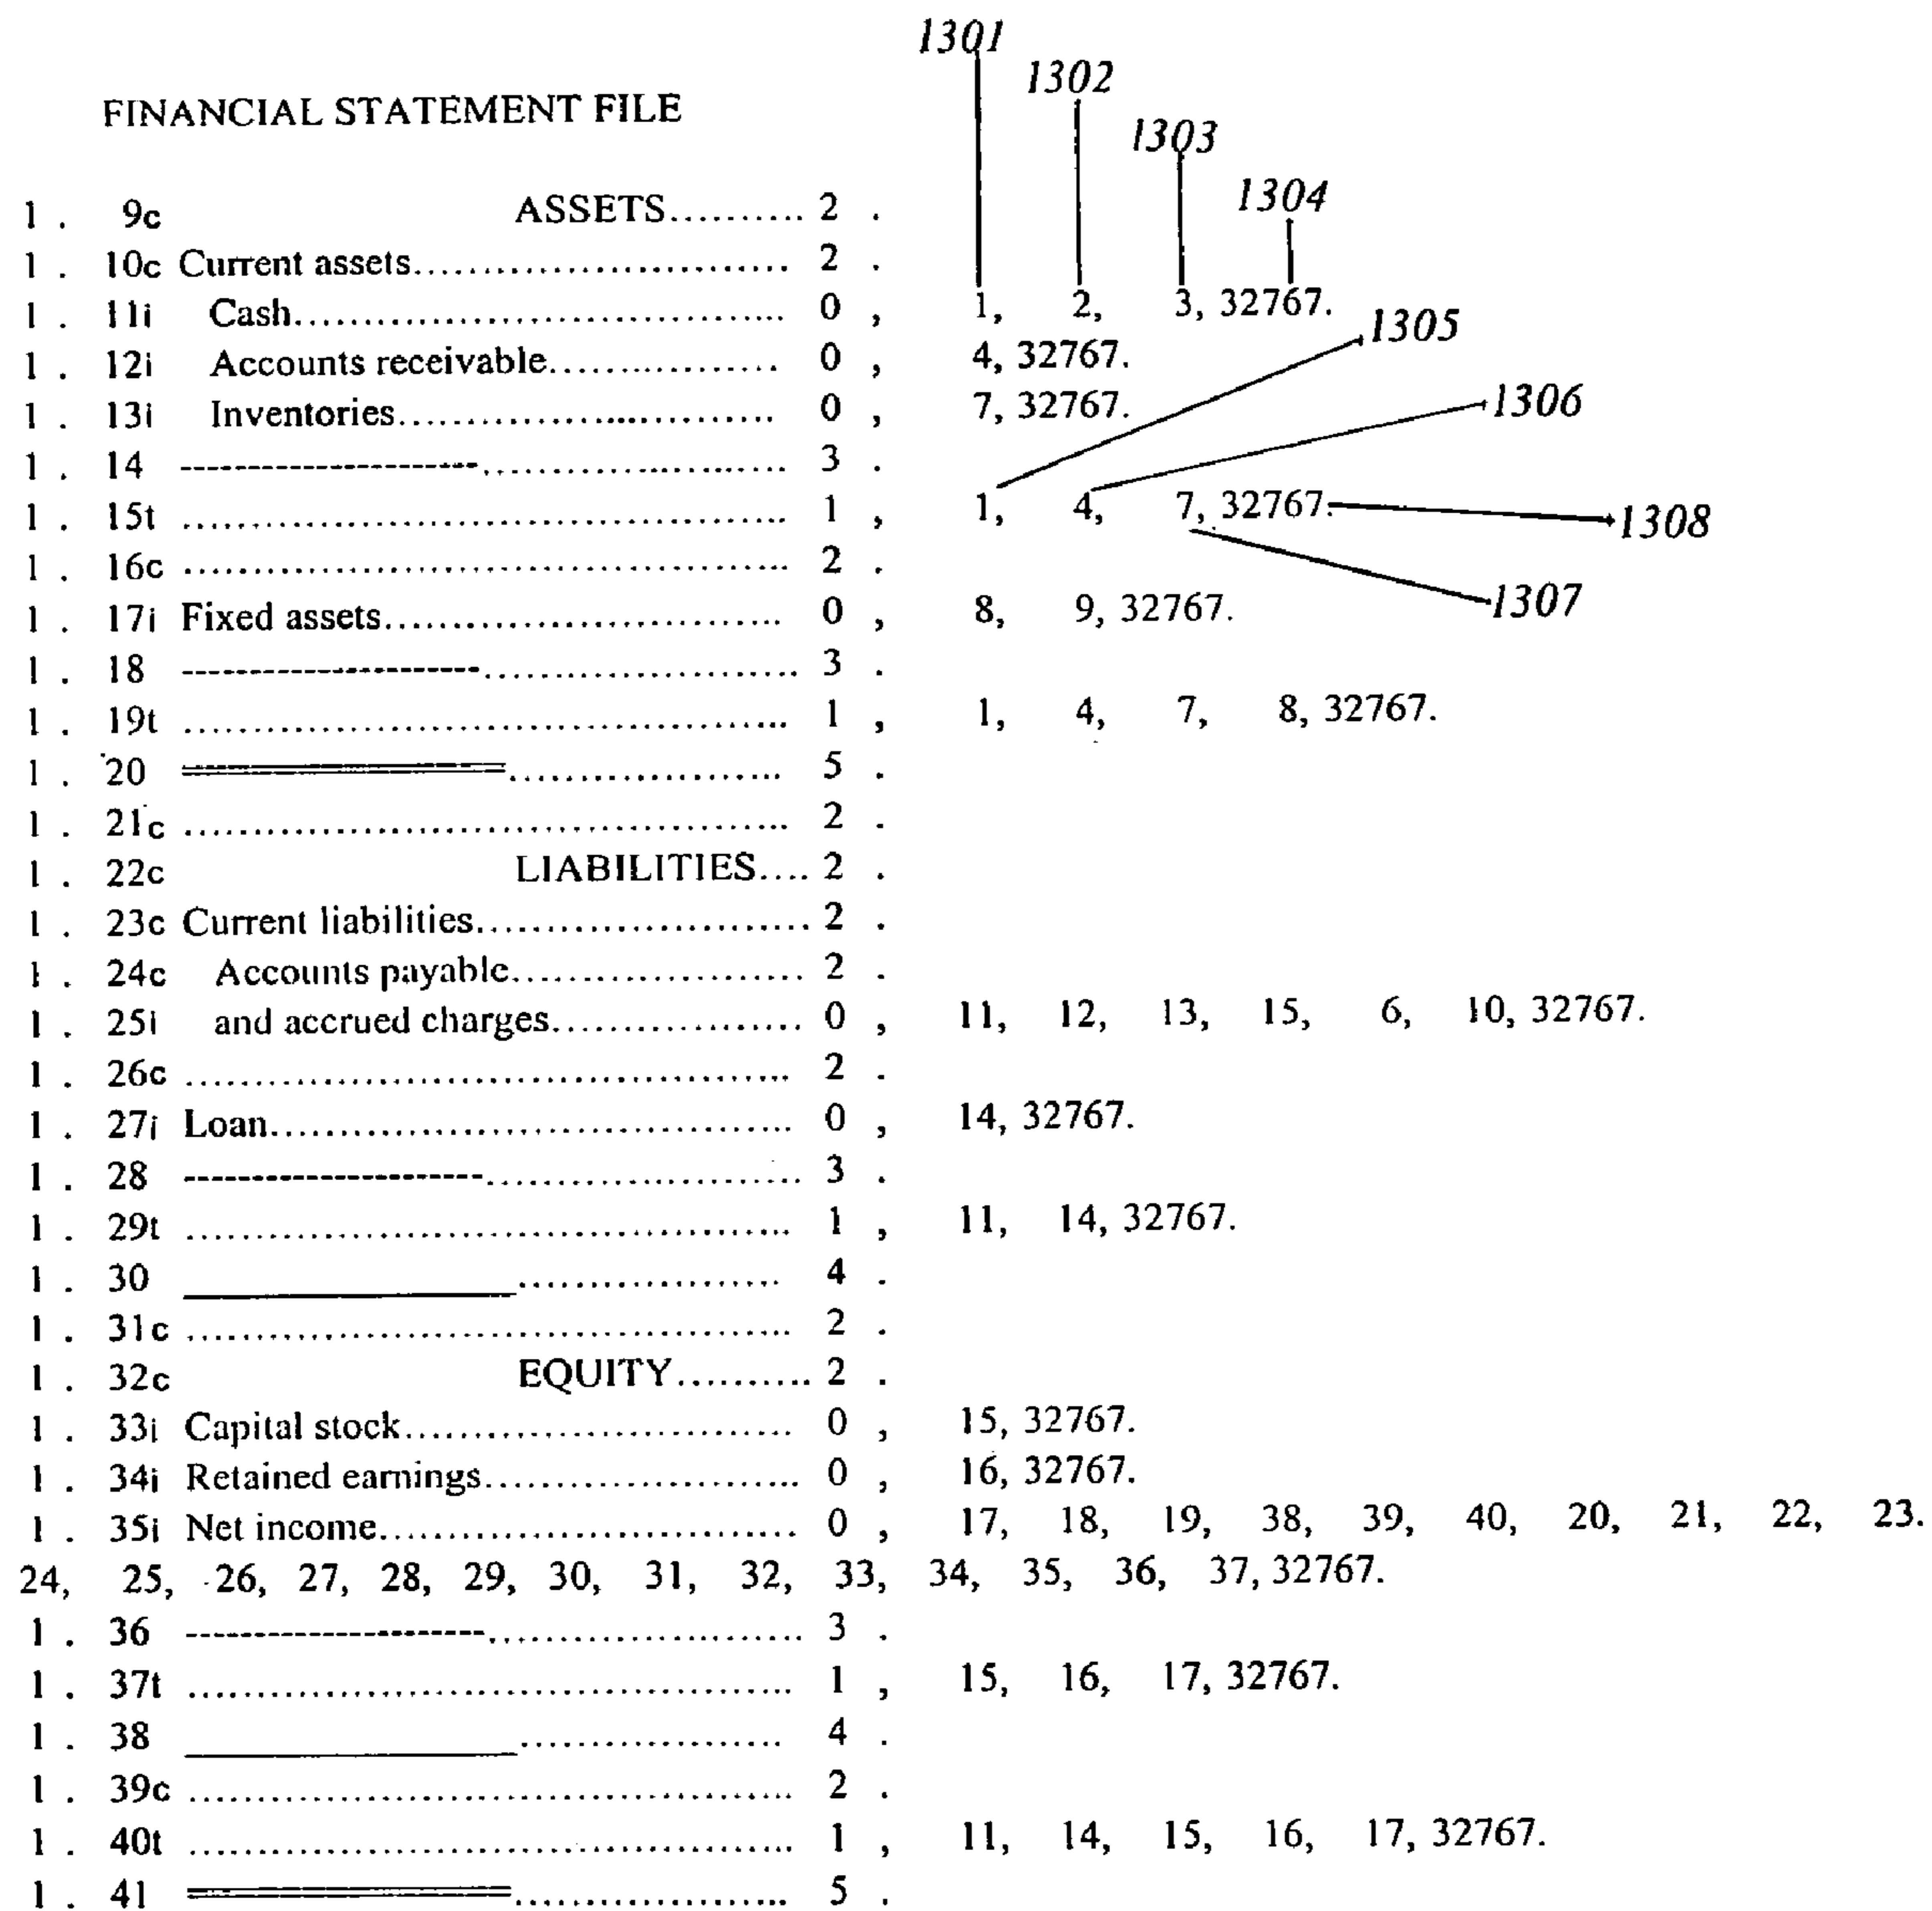 1301
1302
FINANCIAL STATEMENT FILE
1303
1304
1 . 9c ASSETS.......... 2 .
1 . 10c Current assets........................... 2 .
1 . 11i Cash................................... 0 , 1, 2, 3, 32767.
1305
1 . 12i Accounts receivable................. 0 , 4, 32767.
1306
1 . 13i Inventories........................... 0 , 7, 32767.
1 . 14 ---------------------...................... 3 .
1 . 15t ........................................... 1 , 1, 4, 7, 32767. 1308
1 . 16c ........................................... 2 .
1307
1 . 17i Fixed assets............................ 0 , 8, 9, 32767.
1 . 18 ---------------------....................... 3 .
1 . 19t ........................................... 1 , 1, 4, 7, 8, 32767.
1 . 20 ==============.................... 5 .
1 . 21c ........................................... 2 .
1 . 22c LIABILITIES.... 2 .
1 . 23c Current liabilities........................ 2 .
1 . 24c Accounts payable..................... 2 .
1 . 25i and accrued charges.................. 0 , 11, 12, 13, 15, 6, 10, 32767.
1 . 26c ........................................... 2 .
1 . 27i Loan..................................... 0 , 14, 32767.
1 . 28 ---------------------....................... 3 .
1 . 29t ........................................... 1 , 11, 14, 32767.
1 . 30 ______________................... 4 .
1 . 31c ........................................... 2 .
1 . 32c EQUITY.......... 2 .
1 . 33i Capital stock............................ 0 , 15, 32767.
1 . 34i Retained earnings....................... 0 , 16, 32767.
1 . 35i Net income.............................. 0 , 17, 18, 19, 38, 39, 40, 20, 21, 22, 23.
24, 25, 26, 27, 28, 29, 30, 31, 32, 33, 34, 35, 36, 37, 32767.
1 . 36 ---------------------....................... 3 .
1 . 37t ........................................... 1 , 15, 16, 17, 32767.
1 . 38 ______________................... 4 .
1 . 39c ........................................... 2 .
1 . 40t ........................................... 1 , 11, 14, 15, 16, 17, 32767.
1 . 41 ==============.................... 5 .